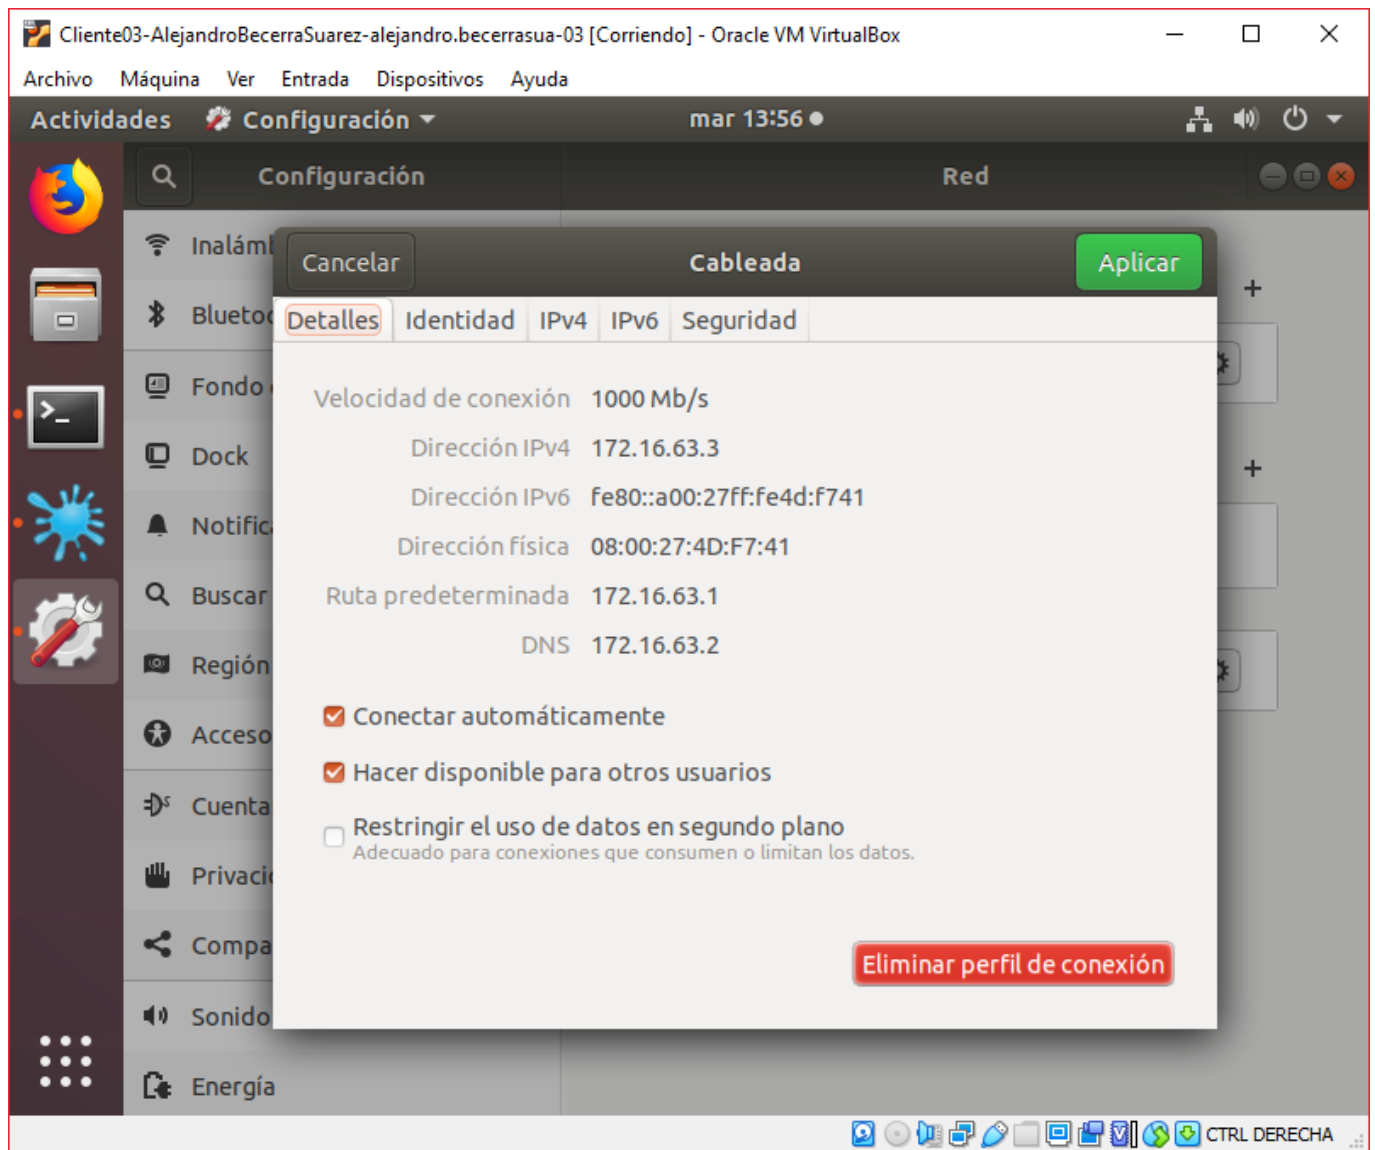 Cliente03-AlejandroBecerraSuarez-alejandro.becerrasua-03 [Corriendo] - Oracle VM VirtualBox
Archivo Máquina Ver Entrada Dispositivos Ayuda
Actividades Configuración mar 13:56
Configuración Red
Inalámb
Cancelar Cableada Aplicar
Bluetoo
Detalles Identidad IPv4 IPv6 Seguridad
Fondo
Velocidad de conexión 1000 Mb/s
Dock
Dirección IPv4 172.16.63.3
Dirección IPv6 fe80::a00:27ff:fe4d:f741
Notifica
Dirección física 08:00:27:4D:F7:41
Buscar
Ruta predeterminada 172.16.63.1
DNS 172.16.63.2
Región
Conectar automáticamente
Acceso
Hacer disponible para otros usuarios
Cuenta
Restringir el uso de datos en segundo plano
Adecuado para conexiones que consumen o limitan los datos.
Privaci
Compa
Eliminar perfil de conexión
Sonido
Energía
CTRL DERECHA